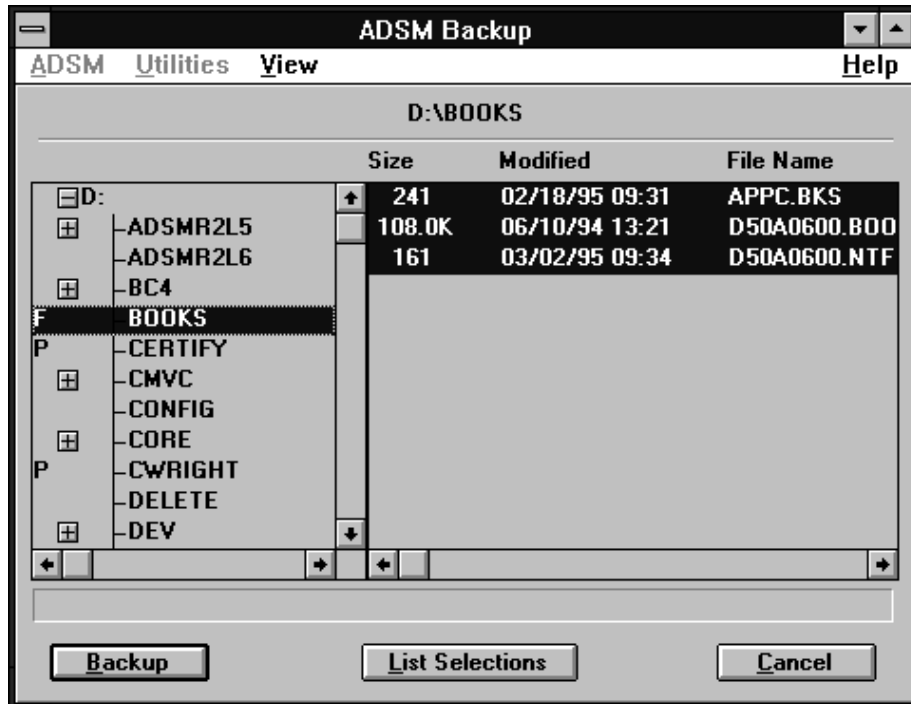 ADSM Backup
ADSM Utilities View Help
D:\BOOKS
Size Modified File Name
D: 241 02/18/95 09:31 APPC.BKS
ADSMR2L5 108.0K 06/10/94 13:21 D50A0600.BOO
ADSMR2L6 161 03/02/95 09:34 D50A0600.NTF
BC4
F BOOKS
P CERTIFY
CMVC
CONFIG
CORE
P CWRIGHT
DELETE
DEV
Backup List Selections Cancel